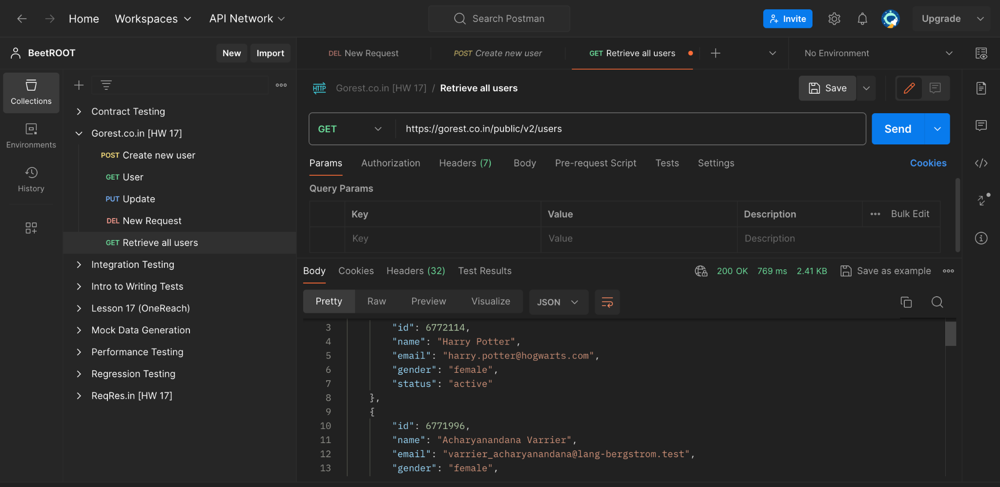 Home Workspaces API Network Search Postman Invite Upgrade
BeetROOT New Import DEL New Request POST Create new user GET Retrieve all users No Environment
Collections
Environments
History
Contract Testing
Gorest.co.in [HW 17]
POST Create new user
GET User
PUT Update
DEL New Request
GET Retrieve all users
Integration Testing
Intro to Writing Tests
Lesson 17 (OneReach)
Mock Data Generation
Performance Testing
Regression Testing
ReqRes.in [HW 17]
HTTP Gorest.co.in [HW 17] / Retrieve all users Save
GET https://gorest.co.in/public/v2/users Send
Params Authorization Headers (7) Body Pre-request Script Tests Settings Cookies
Query Params
Key Value Description Bulk Edit
Key Value Description
Body Cookies Headers (32) Test Results 200 OK 769 ms 2.41 KB Save as example
Pretty Raw Preview Visualize JSON
3 "id": 6772114,
4 "name": "Harry Potter",
5 "email": "harry.potter@hogwarts.com",
6 "gender": "female",
7 "status": "active"
8 },
9 {
10 "id": 6771996,
11 "name": "Acharyanandana Varrier",
12 "email": "varrier_acharyanandana@lang-bergstrom.test",
13 "gender": "female",